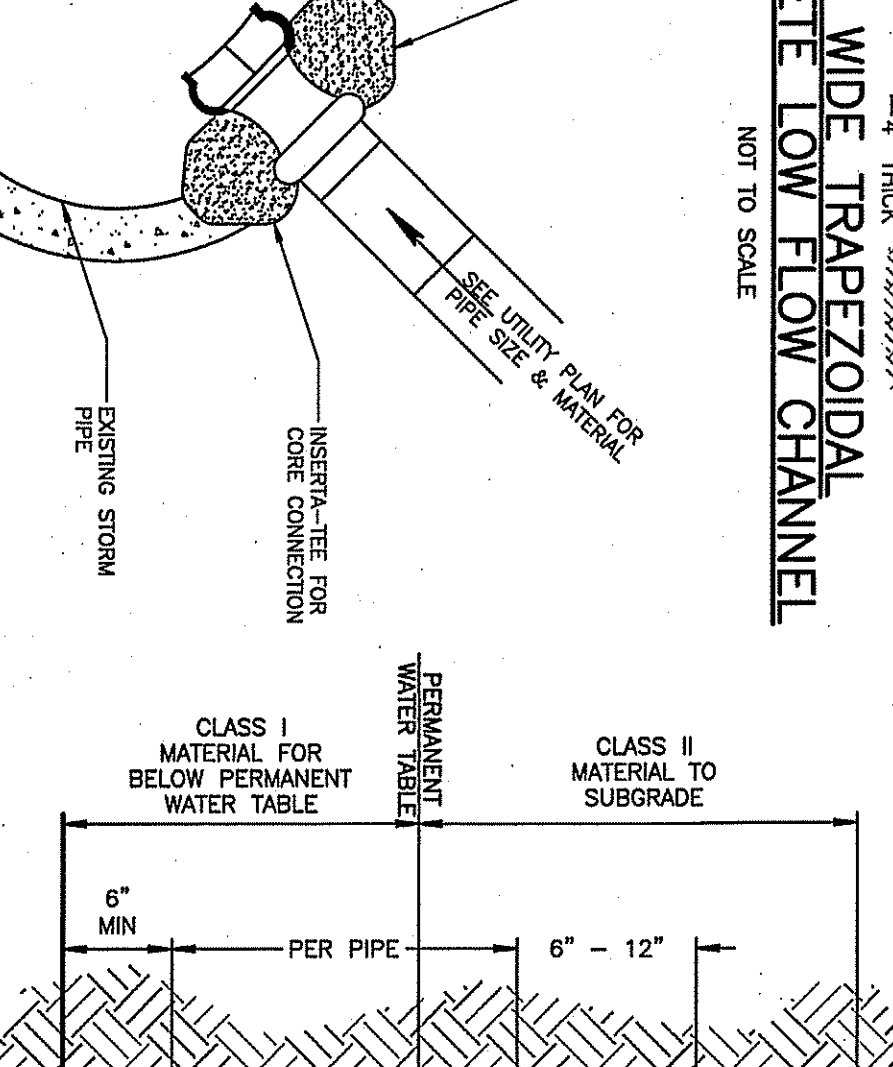 WIDE TRAPEZOIDAL
LOW FLOW CHANNEL
NOT TO SCALE
SEE UTILITY PLAN FOR
PIPE SIZE & MATERIAL
INSERTA-TEE FOR
CORE CONNECTION
EXISTING STORM
PIPE
PERMANENT
WATER TABLE
CLASS I
MATERIAL FOR
BELOW PERMANENT
WATER TABLE
CLASS II
MATERIAL TO
SUBGRADE
6"
MIN
PER PIPE
6" - 12"